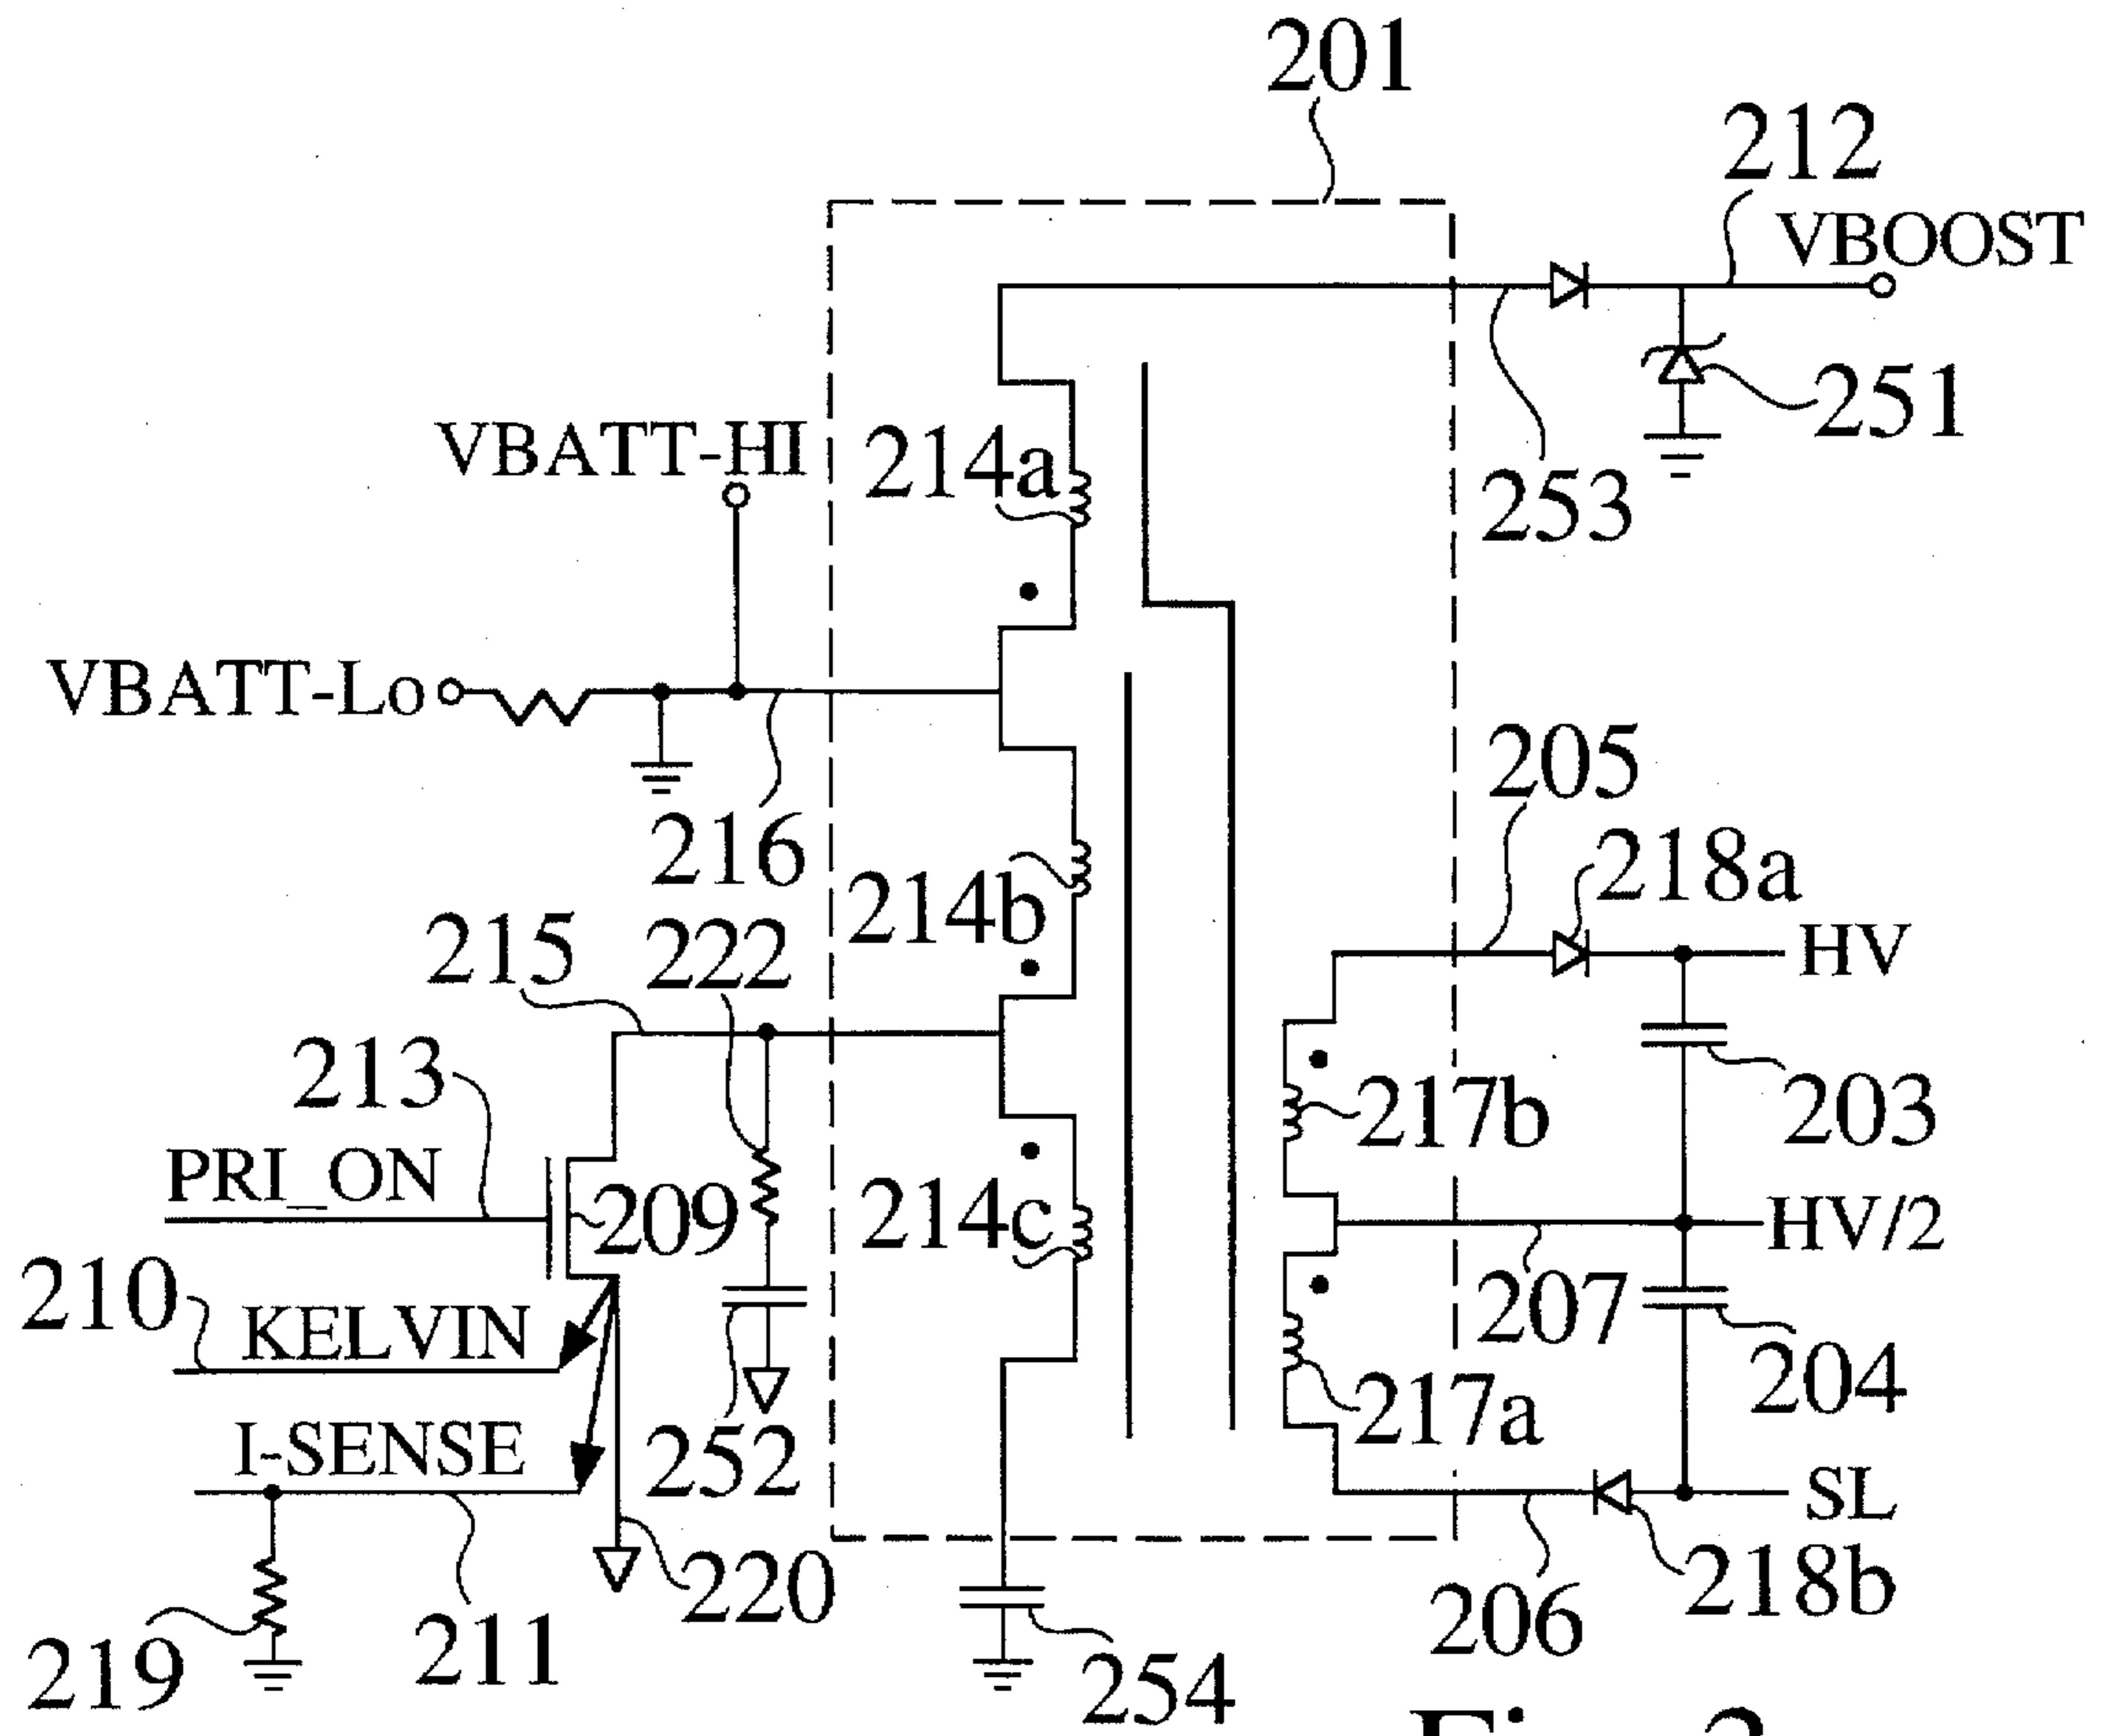 201
212
VBOOST
251
VBATT-HI
214a
253
VBATT-Lo
205
216
218a
214b
HV
215
222
213
217b
203
PRI_ON
209
214c
HV/2
210
KELVIN
207
204
217a
I-SENSE
252
SL
220
218b
206
219
211
254